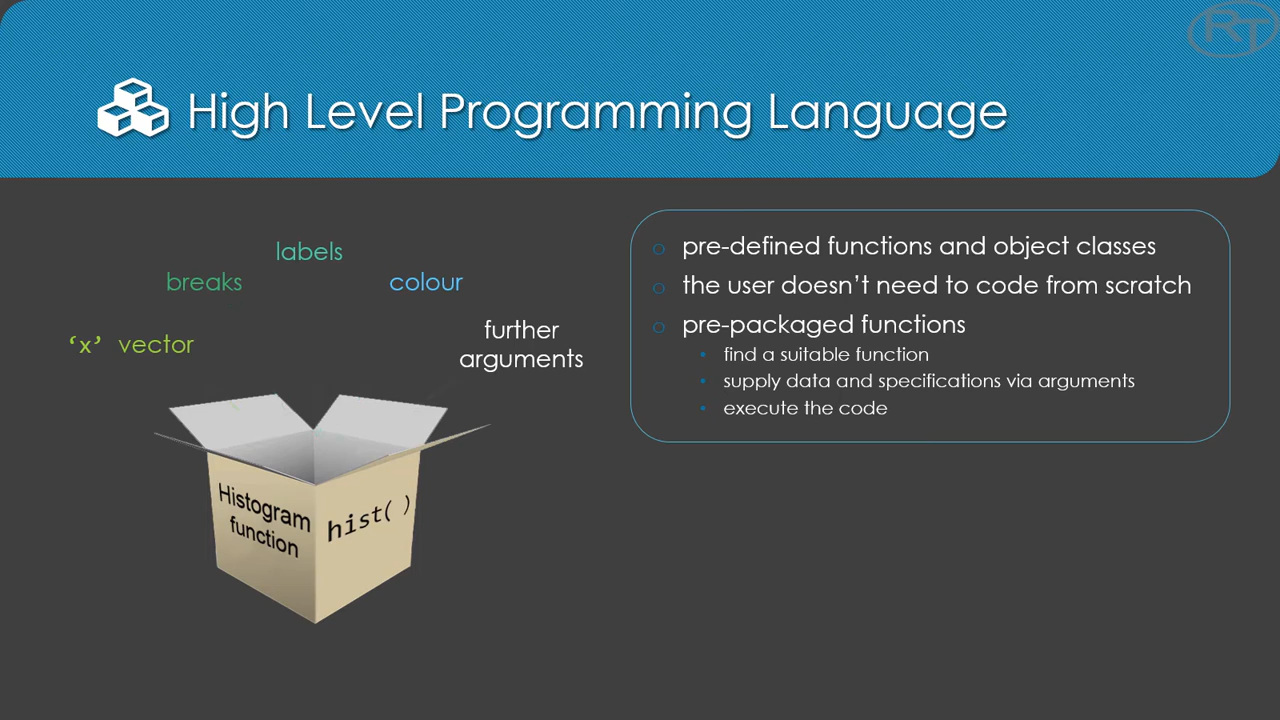 RT
High Level Programming Language
labels
breaks
colour
‘x’ vector
further
arguments
Histogram
function
hist( )
pre-defined functions and object classes
the user doesn’t need to code from scratch
pre-packaged functions
find a suitable function
supply data and specifications via arguments
execute the code